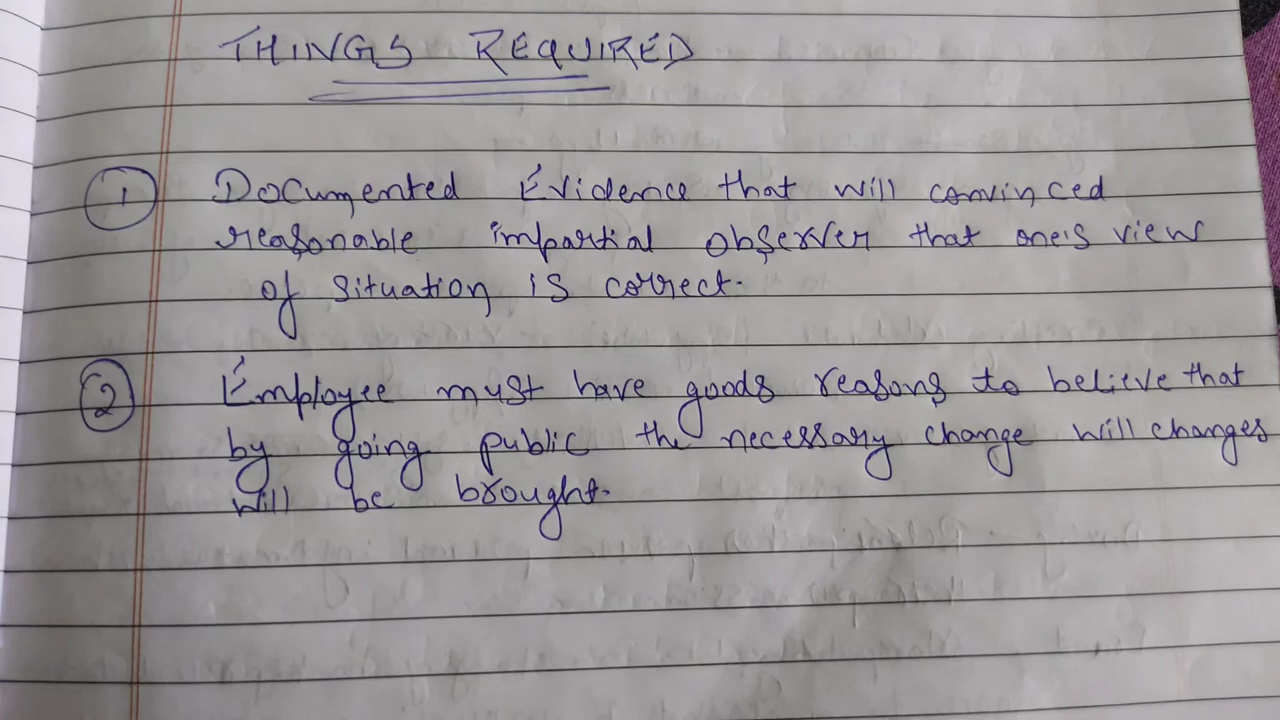 THINGS REQUIRED
① Documented Evidence that will convinced
reasonable impartial observer that one's view
of situation is correct.
② Employee must have goods reasons to believe that
by going public the necessary change will changes
will be brought.